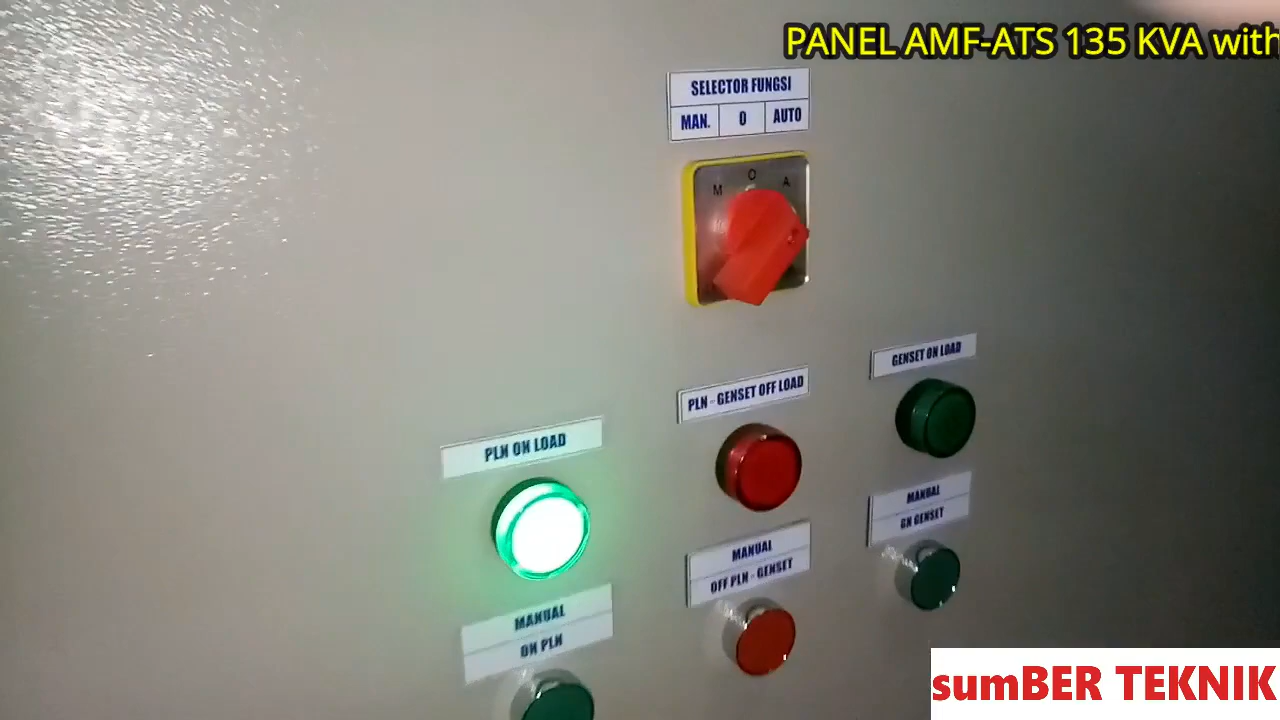 PANEL AMF-ATS 135 KVA with
SELECTOR FUNGSI
MAN. 0 AUTO
M O A
GENSET ON LOAD
PLN - GENSET OFF LOAD
PLN ON LOAD
MANUAL
ON GENSET
MANUAL
OFF PLN - GENSET
MANUAL
ON PLN
sumBER TEKNIK